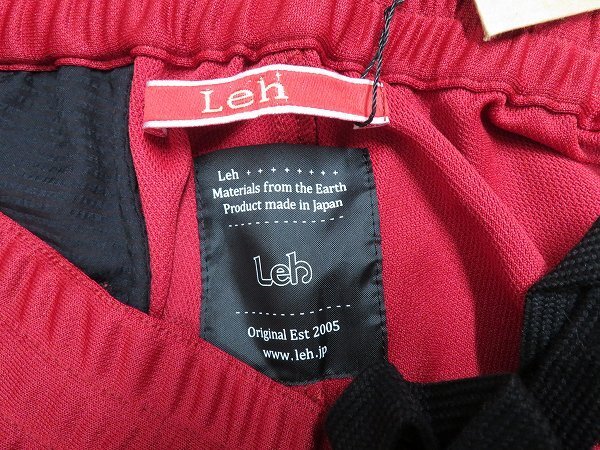 Leh
Leh + + + + + + + +
Materials from the Earth
Product made in Japan
Leh
Original Est 2005
www.leh.jp